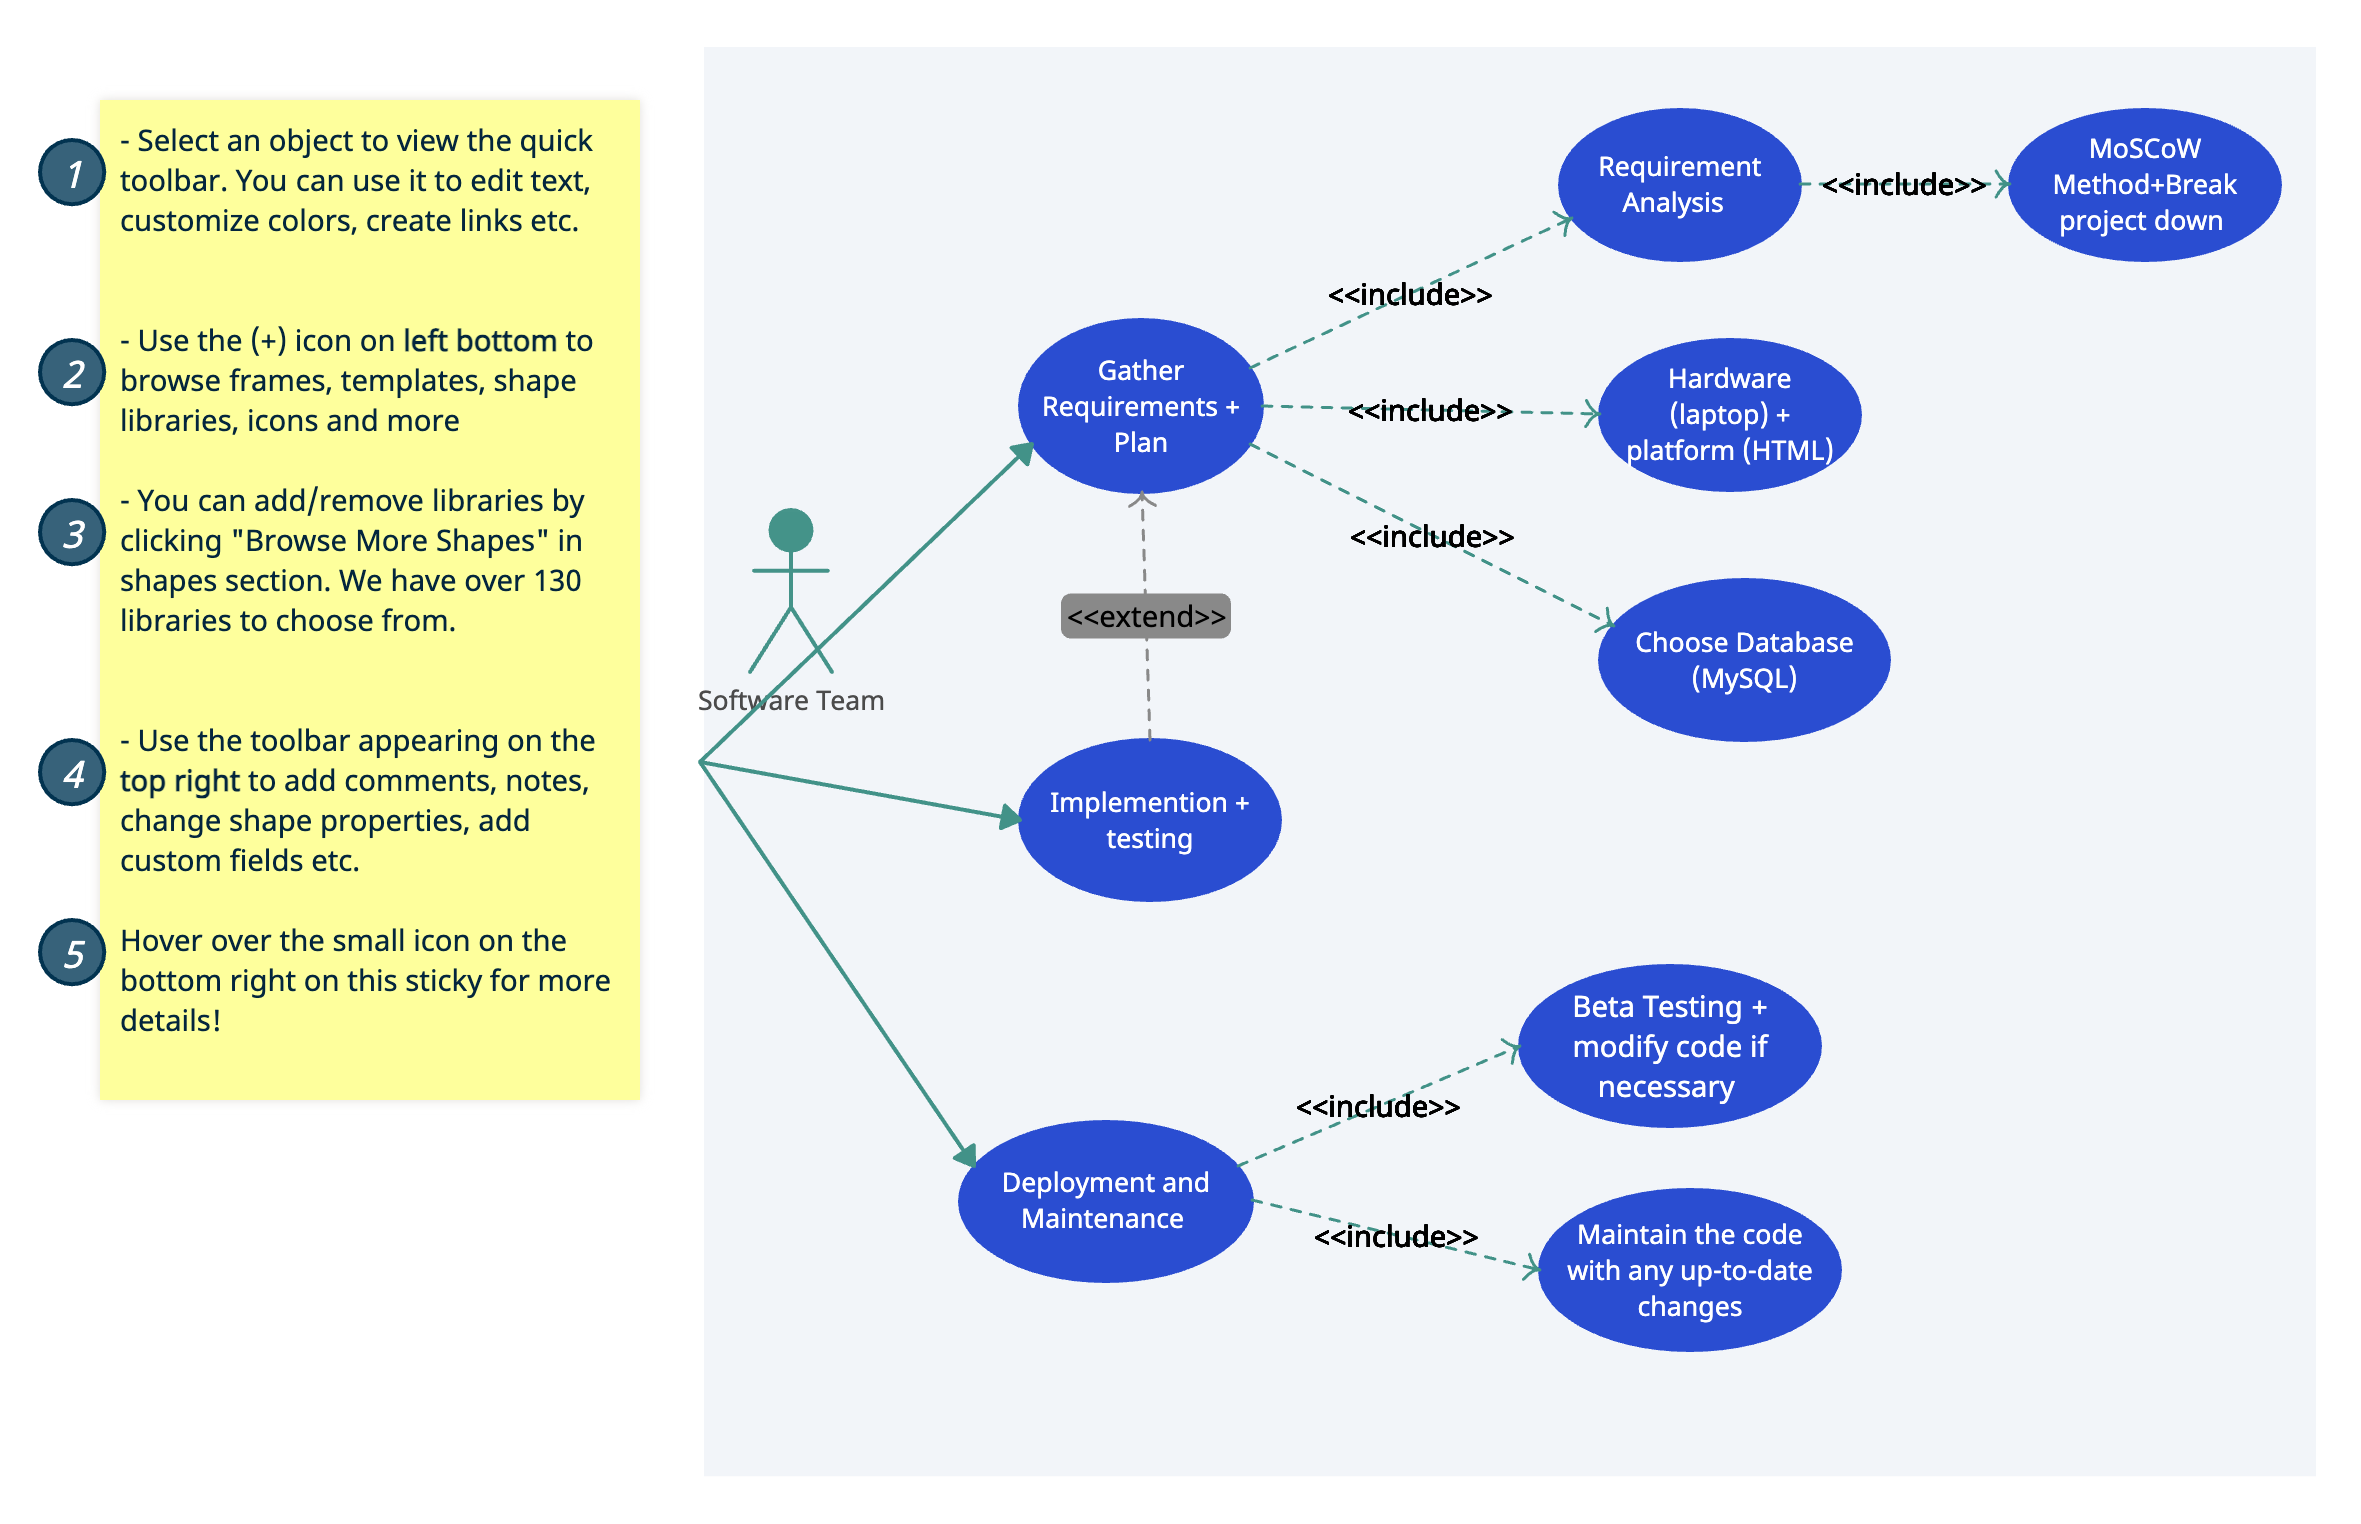 1
- Select an object to view the quick
toolbar. You can use it to edit text,
customize colors, create links etc.
2
- Use the (+) icon on left bottom to
browse frames, templates, shape
libraries, icons and more
3
- You can add/remove libraries by
clicking "Browse More Shapes" in
shapes section. We have over 130
libraries to choose from.
4
- Use the toolbar appearing on the
top right to add comments, notes,
change shape properties, add
custom fields etc.
5
Hover over the small icon on the
bottom right on this sticky for more
details!
Software Team
Gather
Requirements +
Plan
<<include>>
Requirement
Analysis
<<include>>
MoSCoW
Method+Break
project down
<<include>>
Hardware
(laptop) +
platform (HTML)
<<include>>
Choose Database
(MySQL)
<<extend>>
Implemention +
testing
Deployment and
Maintenance
<<include>>
Beta Testing +
modify code if
necessary
<<include>>
Maintain the code
with any up-to-date
changes